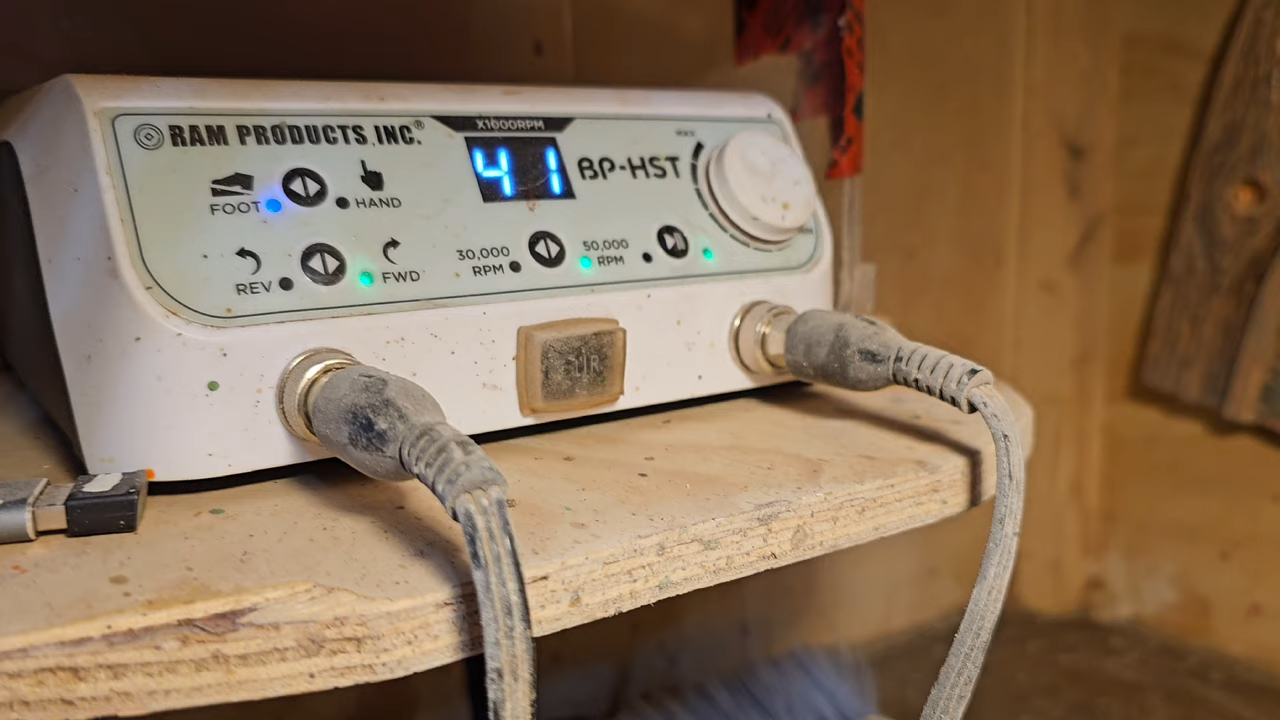 RAM PRODUCTS, INC.®
X1000RPM
41
BP-HST
FOOT
HAND
30,000
RPM
50,000
RPM
REV
FWD